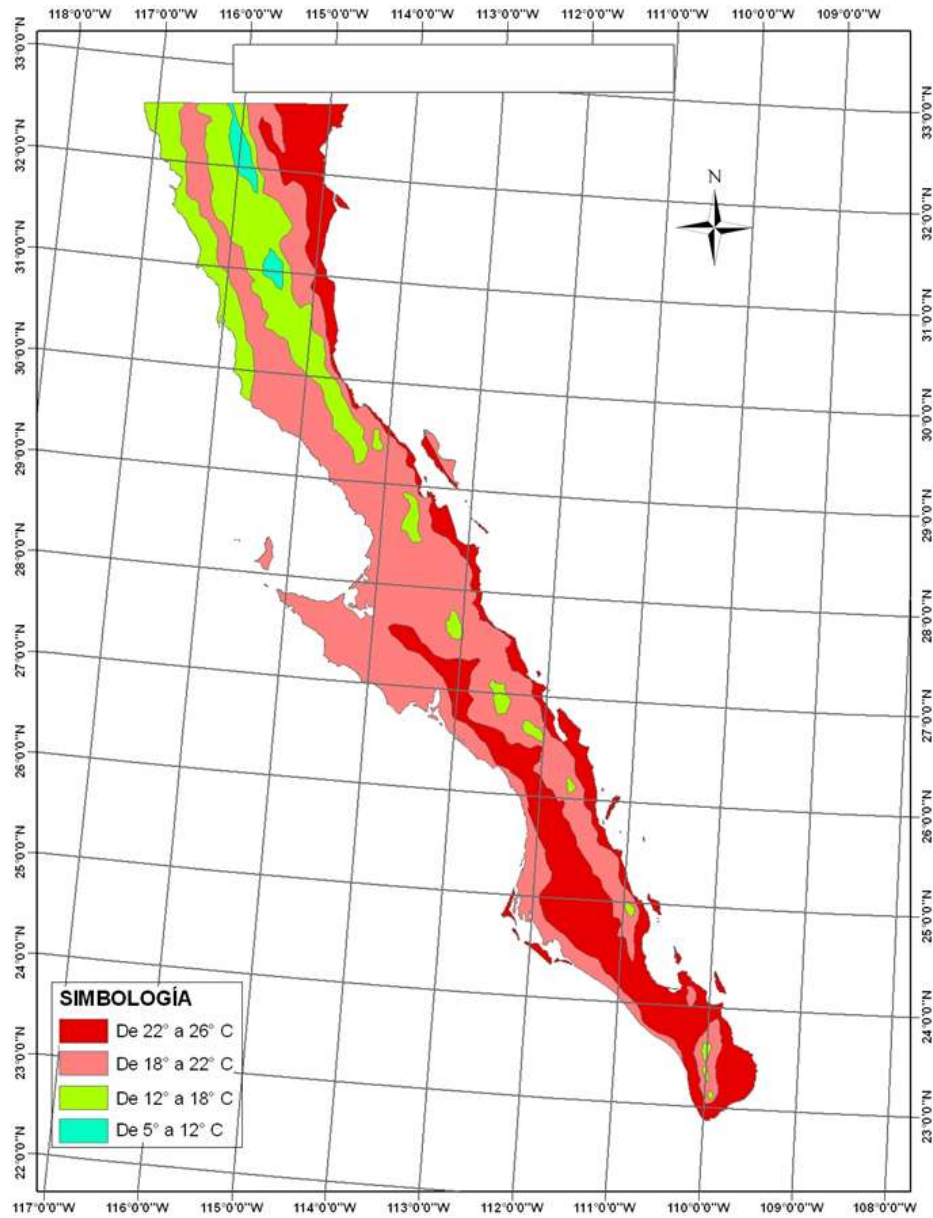 118°0'0"W 117°0'0"W 116°0'0"W 115°0'0"W 114°0'0"W 113°0'0"W 112°0'0"W 111°0'0"W 110°0'0"W 109°0'0"W
33°0'0"N
32°0'0"N
31°0'0"N
30°0'0"N
29°0'0"N
28°0'0"N
27°0'0"N
26°0'0"N
25°0'0"N
24°0'0"N
23°0'0"N
22°0'0"N
N
33°0'0"N
32°0'0"N
31°0'0"N
30°0'0"N
29°0'0"N
28°0'0"N
27°0'0"N
26°0'0"N
25°0'0"N
24°0'0"N
23°0'0"N
SIMBOLOGÍA
De 22° a 26° C
De 18° a 22° C
De 12° a 18° C
De 5° a 12° C
117°0'0"W 116°0'0"W 115°0'0"W 114°0'0"W 113°0'0"W 112°0'0"W 111°0'0"W 110°0'0"W 109°0'0"W 108°0'0"W